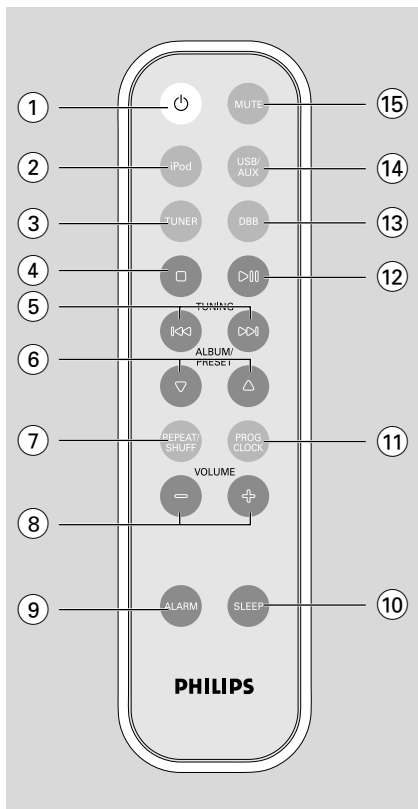 1 MUTE 15
2 iPod USB/AUX 14
3 TUNER DBB 13
4 12
5 TUNING
6 ALBUM/PRESET
7 REPEAT/SHUFF PROG CLOCK 11
VOLUME
8
9 ALARM SLEEP 10
PHILIPS